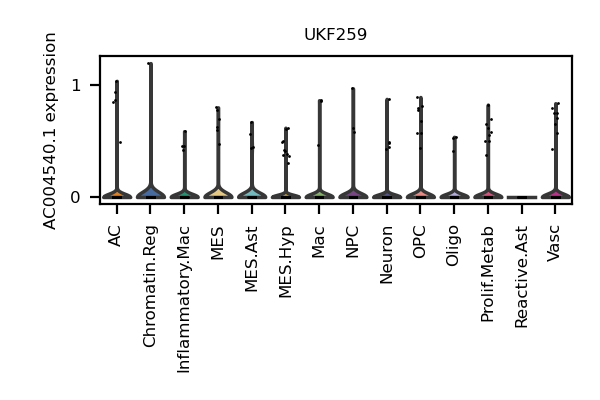 UKF259
AC004540.1 expression
1
0
AC
Chromatin.Reg
Inflammatory.Mac
MES
MES.Ast
MES.Hyp
Mac
NPC
Neuron
OPC
Oligo
Prolif.Metab
Reactive.Ast
Vasc